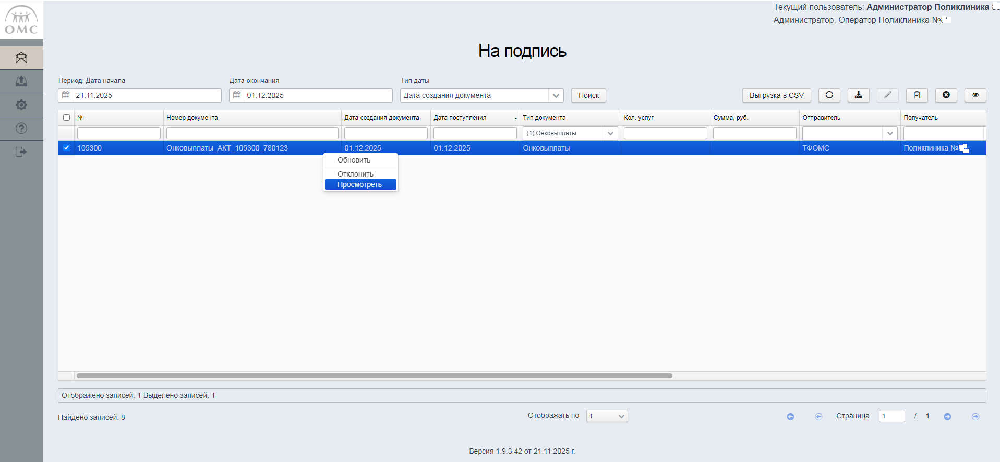 ОМС
Текущий пользователь: Администратор Поликлиника
Администратор, Оператор Поликлиника №
На подпись
Период: Дата начала Дата окончания Тип даты
21.11.2025 01.12.2025 Дата создания документа Поиск Выгрузка в CSV
№ Номер документа Дата создания документа Дата поступления Тип документа Кол. услуг Сумма, руб. Отправитель Получатель
(1) Онковыплаты
105300 Онковыплаты_АКТ_105300_780123 01.12.2025 01.12.2025 Онковыплаты ТФОМС Поликлиника №
Обновить
Отклонить
Просмотреть
Отображено записей: 1 Выделено записей: 1
Найдено записей: 8 Отображать по 1 Страница 1 / 1
Версия 1.9.3.42 от 21.11.2025 г.